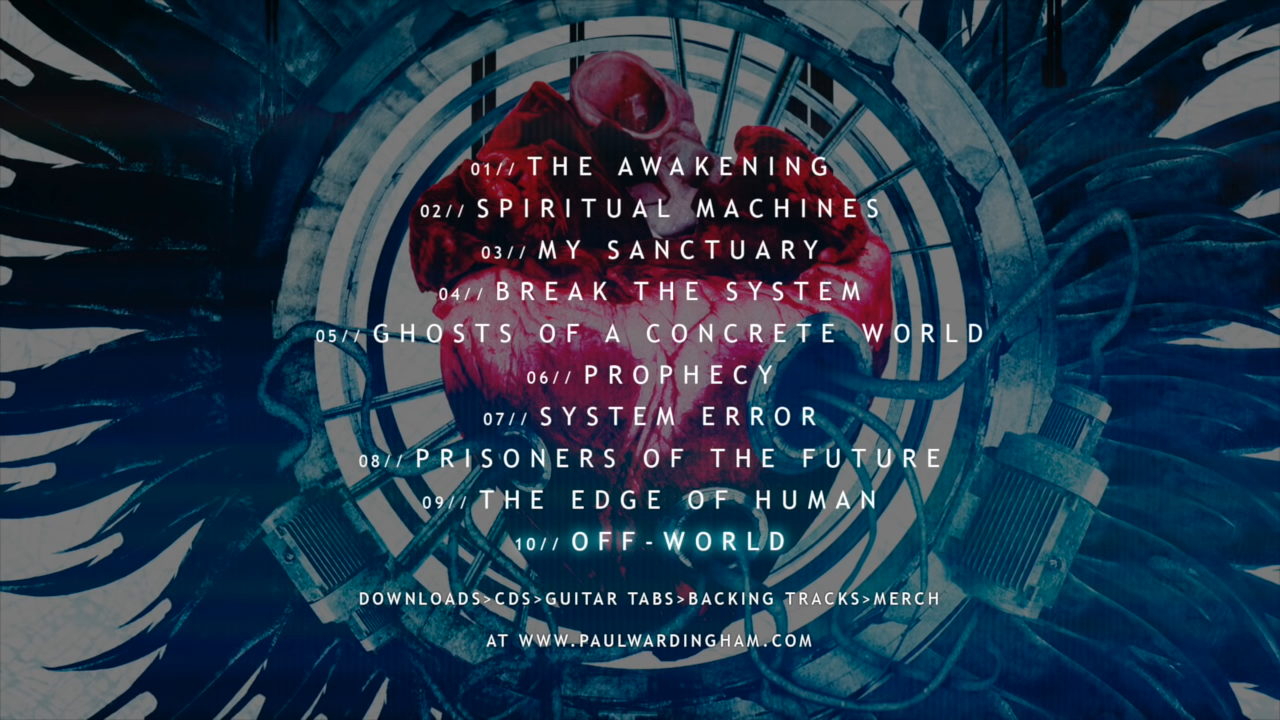 01// THE AWAKENING
02// SPIRITUAL MACHINES
03// MY SANCTUARY
04// BREAK THE SYSTEM
05// GHOSTS OF A CONCRETE WORLD
06// PROPHECY
07// SYSTEM ERROR
08// PRISONERS OF THE FUTURE
09// THE EDGE OF HUMAN
10// OFF-WORLD
DOWNLOADS>CDS>GUITAR TABS>BACKING TRACKS>MERCH
AT WWW.PAULWARDINGHAM.COM